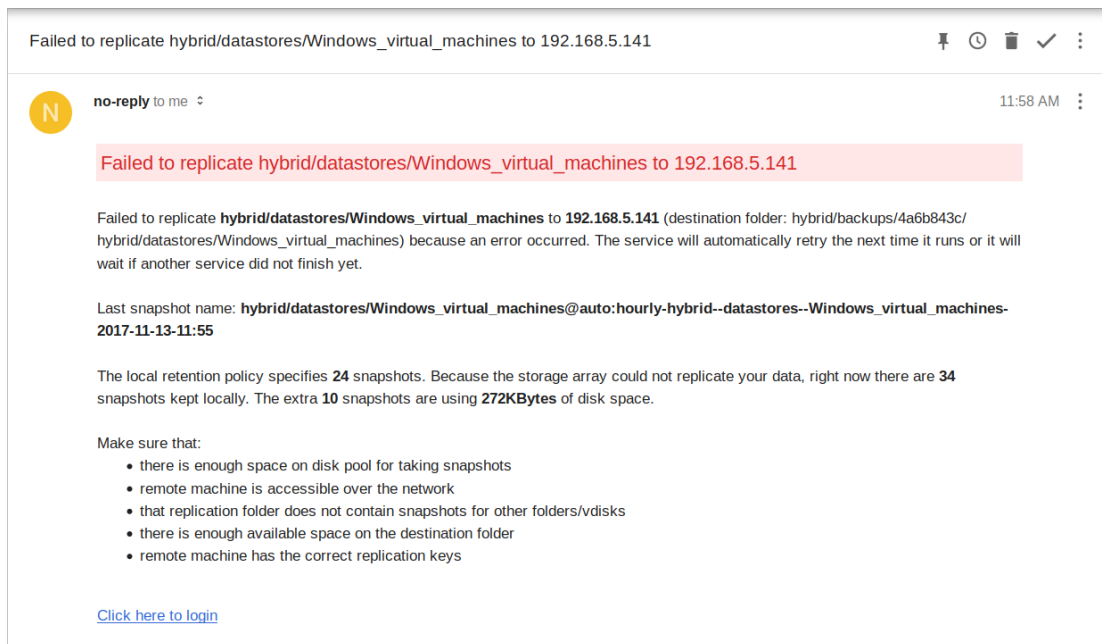 Failed to replicate hybrid/datastores/Windows_virtual_machines to 192.168.5.141
N
no-reply to me
11:58 AM
Failed to replicate hybrid/datastores/Windows_virtual_machines to 192.168.5.141
Failed to replicate hybrid/datastores/Windows_virtual_machines to 192.168.5.141 (destination folder: hybrid/backups/4a6b843c/
hybrid/datastores/Windows_virtual_machines) because an error occurred. The service will automatically retry the next time it runs or it will
wait if another service did not finish yet.
Last snapshot name: hybrid/datastores/Windows_virtual_machines@auto:hourly-hybrid--datastores--Windows_virtual_machines-
2017-11-13-11:55
The local retention policy specifies 24 snapshots. Because the storage array could not replicate your data, right now there are 34
snapshots kept locally. The extra 10 snapshots are using 272KBytes of disk space.
Make sure that:
• there is enough space on disk pool for taking snapshots
• remote machine is accessible over the network
• that replication folder does not contain snapshots for other folders/vdisks
• there is enough available space on the destination folder
• remote machine has the correct replication keys
Click here to login